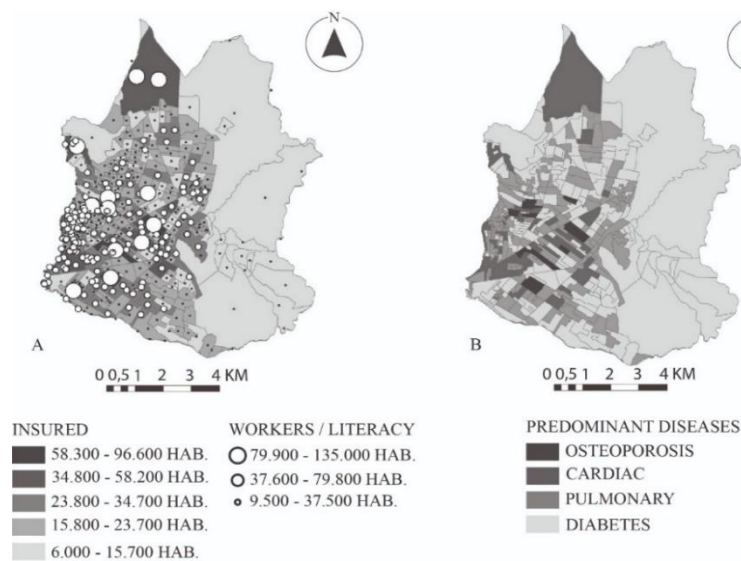 N
A
B
0 0,5 1 2 3 4 KM
0 0,5 1 2 3 4 KM
INSURED
58.300 - 96.600 HAB.
34.800 - 58.200 HAB.
23.800 - 34.700 HAB.
15.800 - 23.700 HAB.
6.000 - 15.700 HAB.
WORKERS / LITERACY
79.900 - 135.000 HAB.
37.600 - 79.800 HAB.
9.500 - 37.500 HAB.
PREDOMINANT DISEASES
OSTEOPOROSIS
CARDIAC
PULMONARY
DIABETES